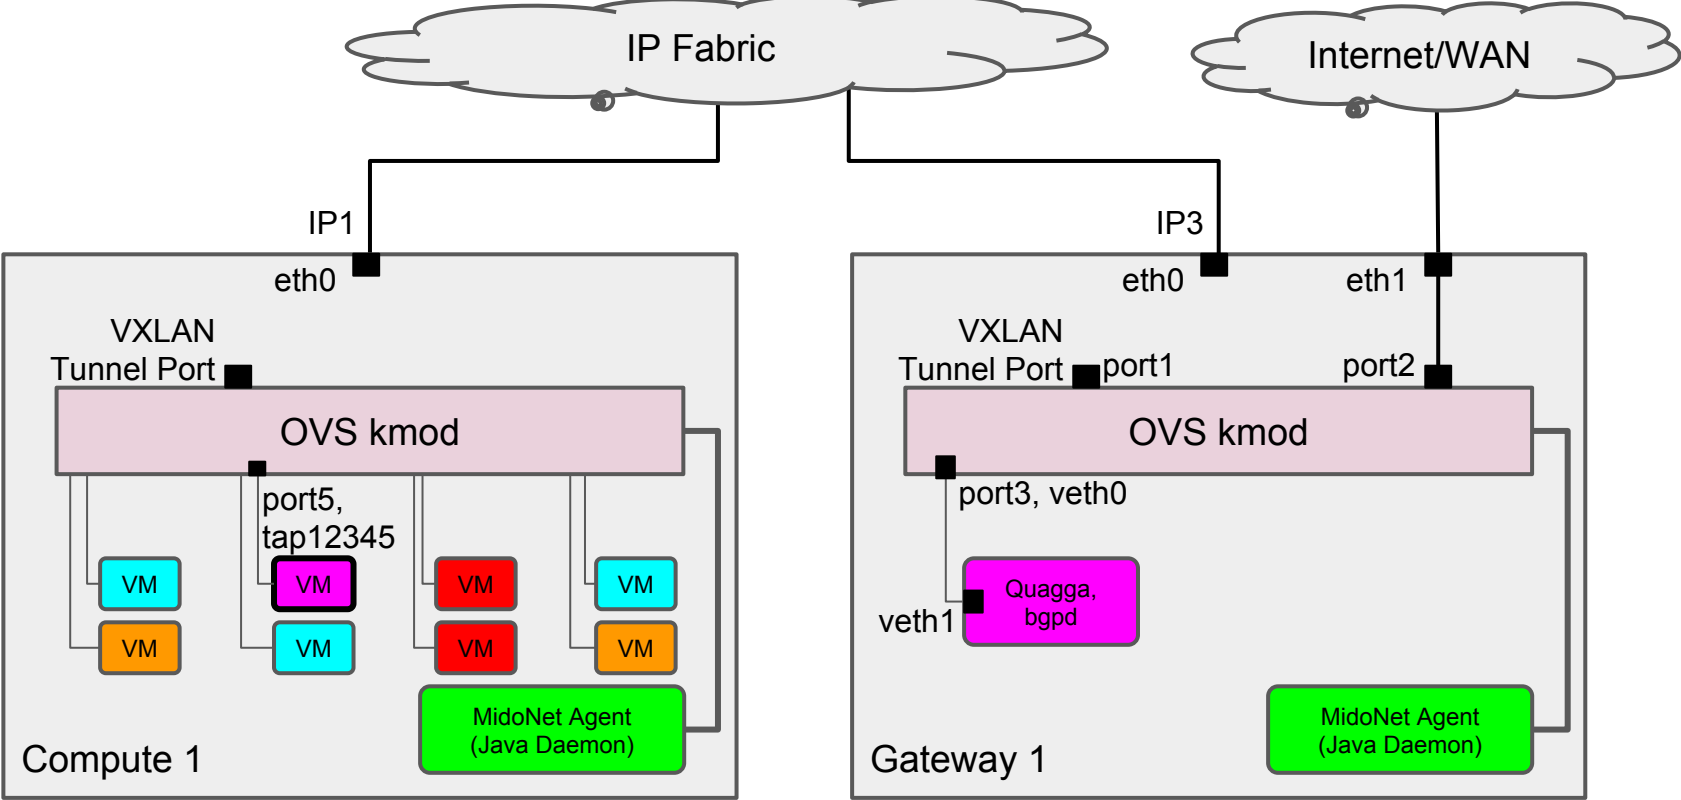 IP Fabric
Internet/WAN
IP1
IP3
eth0
eth0
eth1
VXLAN
Tunnel Port
VXLAN
Tunnel Port
port1
port2
OVS kmod
OVS kmod
port5,
tap12345
port3, veth0
VM
VM
VM
VM
VM
VM
VM
VM
Quagga,
bgpd
veth1
MidoNet Agent
(Java Daemon)
MidoNet Agent
(Java Daemon)
Compute 1
Gateway 1